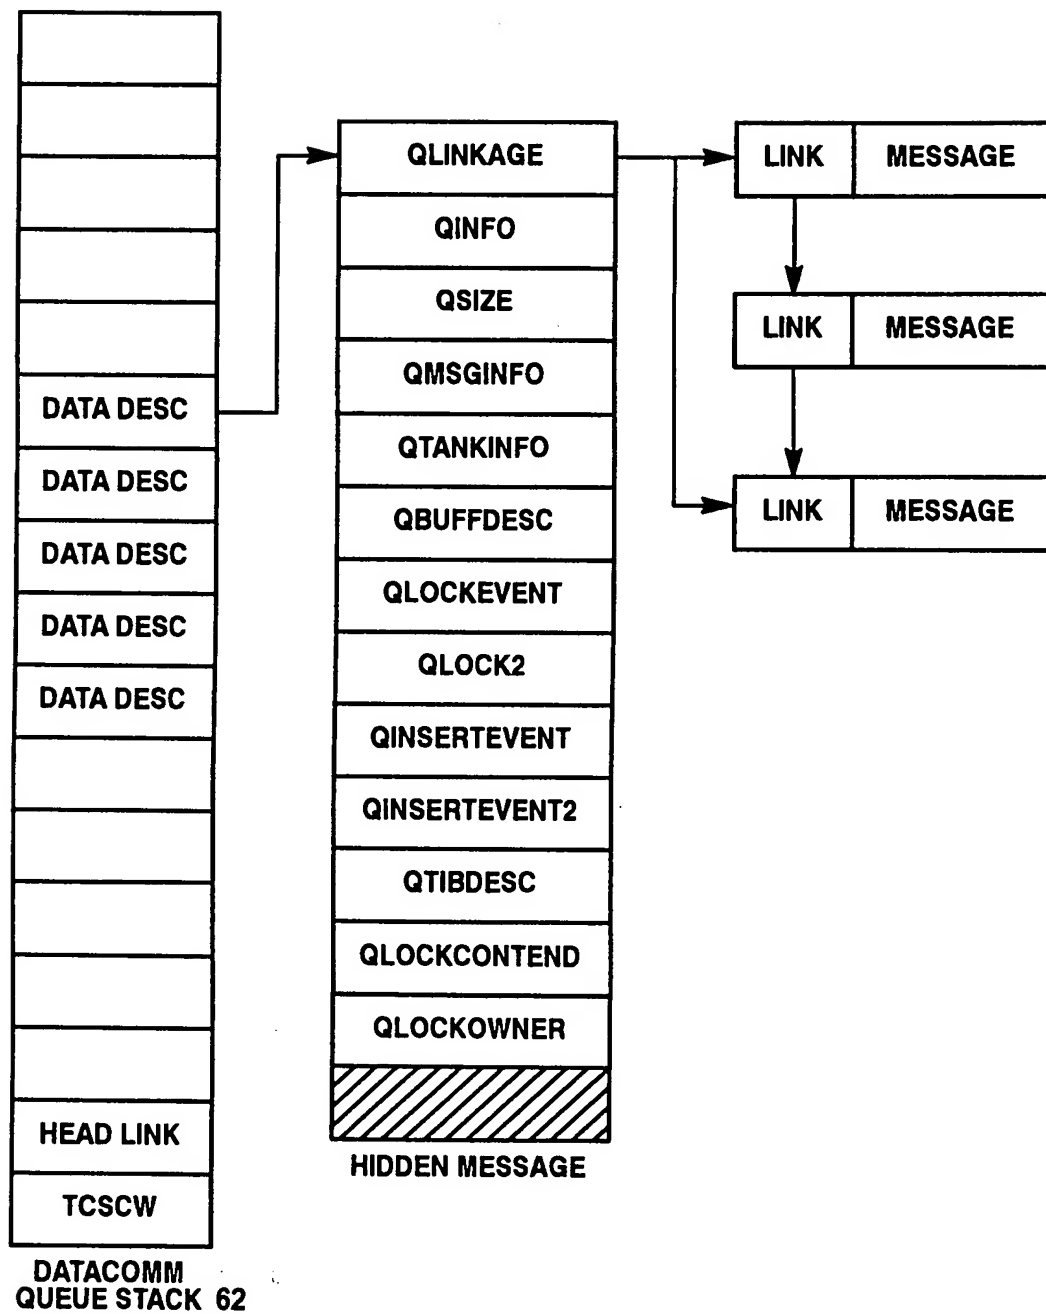 DATA DESC
DATA DESC
DATA DESC
DATA DESC
DATA DESC
HEAD LINK
TCSCW
DATACOMM
QUEUE STACK 62
QLINKAGE
QINFO
QSIZE
QMSGINFO
QTANKINFO
QBUFFDESC
QLOCKEVENT
QLOCK2
QINSERTEVENT
QINSERTEVENT2
QTIBDESC
QLOCKCONTEND
QLOCKOWNER
HIDDEN MESSAGE
LINK MESSAGE
LINK MESSAGE
LINK MESSAGE